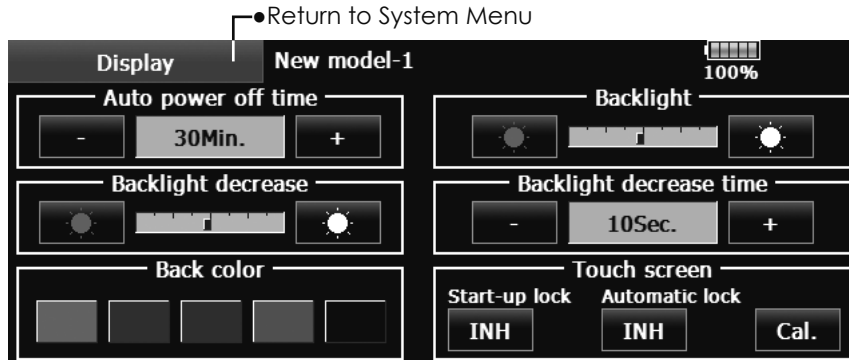 ●Return to System Menu
Display
New model-1
100%
Auto power off time
- 30Min. +
Backlight
Backlight decrease
Backlight decrease time
- 10Sec. +
Back color
Touch screen
Start-up lock Automatic lock
INH INH Cal.